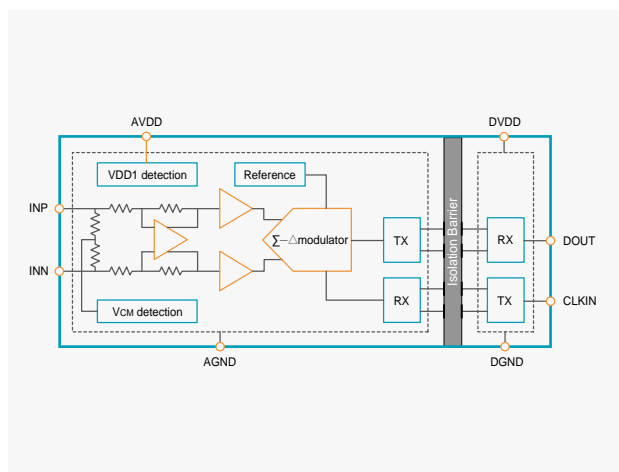 AVDD
DVDD
VDD1 detection
Reference
INP
INN
∑−△modulator
TX
RX
Isolation Barrier
RX
TX
DOUT
CLKIN
VCM detection
AGND
DGND